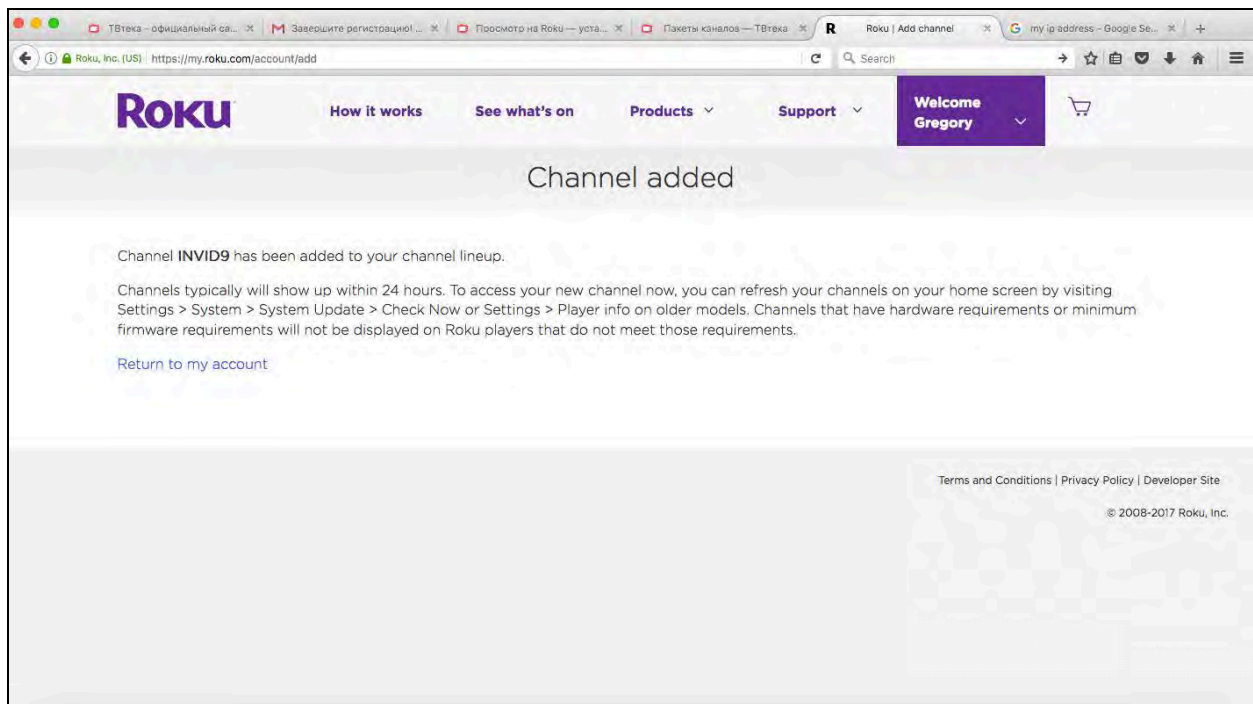 ТВтека – официальный са...
Завершите регистрацию! ...
Просмотр на Roku — уста...
Пакеты каналов — ТВтека
Roku | Add channel
my ip address - Google Se...
Roku, Inc. (US) https://my.roku.com/account/add
Search
Roku
How it works
See what's on
Products
Support
Welcome
Gregory
Channel added
Channel INVID9 has been added to your channel lineup.
Channels typically will show up within 24 hours. To access your new channel now, you can refresh your channels on your home screen by visiting
Settings > System > System Update > Check Now or Settings > Player info on older models. Channels that have hardware requirements or minimum
firmware requirements will not be displayed on Roku players that do not meet those requirements.
Return to my account
Terms and Conditions | Privacy Policy | Developer Site
© 2008-2017 Roku, Inc.